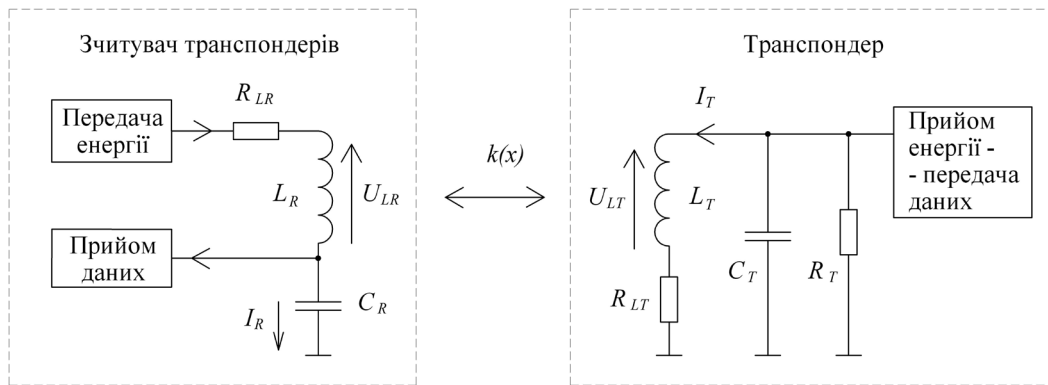 Зчитувач транспондерів
Транспондер
Передача
енергії
R LR
L R
U LR
Прийом
даних
I R
C R
k(x)
I T
U LT
L T
R LT
C T
R T
Прийом
енергії -
- передача
даних